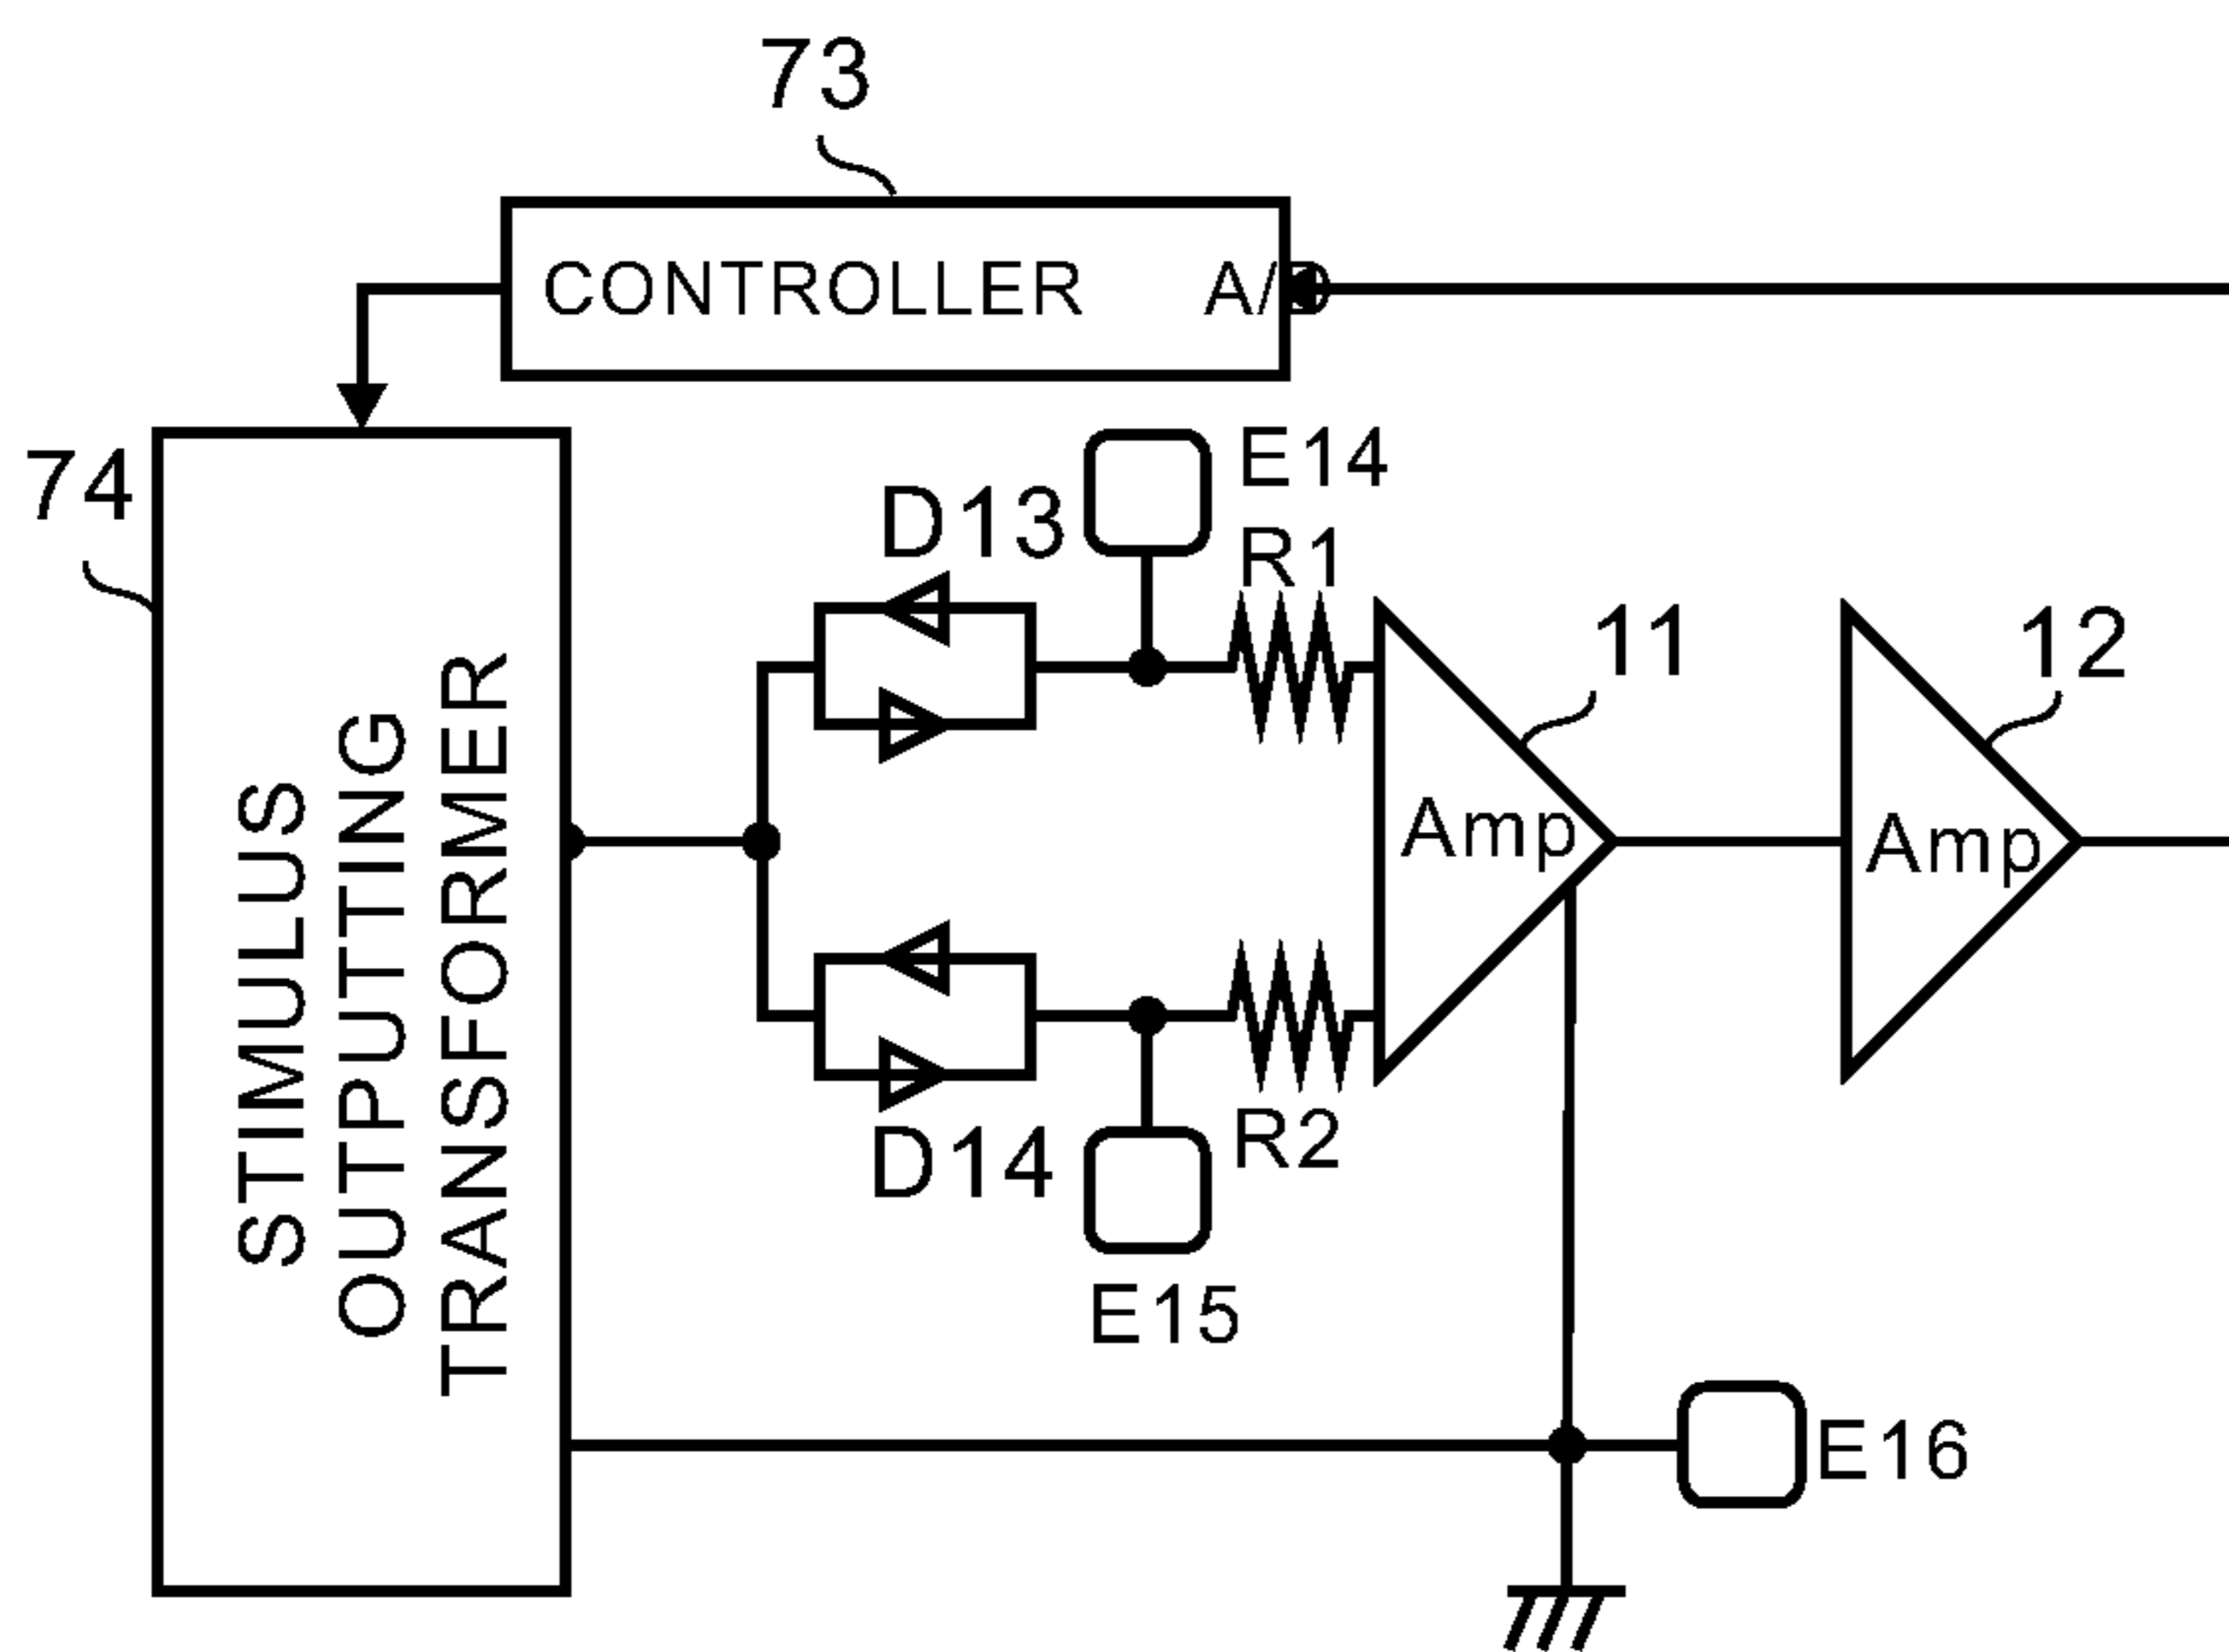 73
CONTROLLER A/D
74
E14
D13
R1
11
12
STIMULUS
OUTPUTTING
TRANSFORMER
Amp
Amp
D14
R2
E15
E16